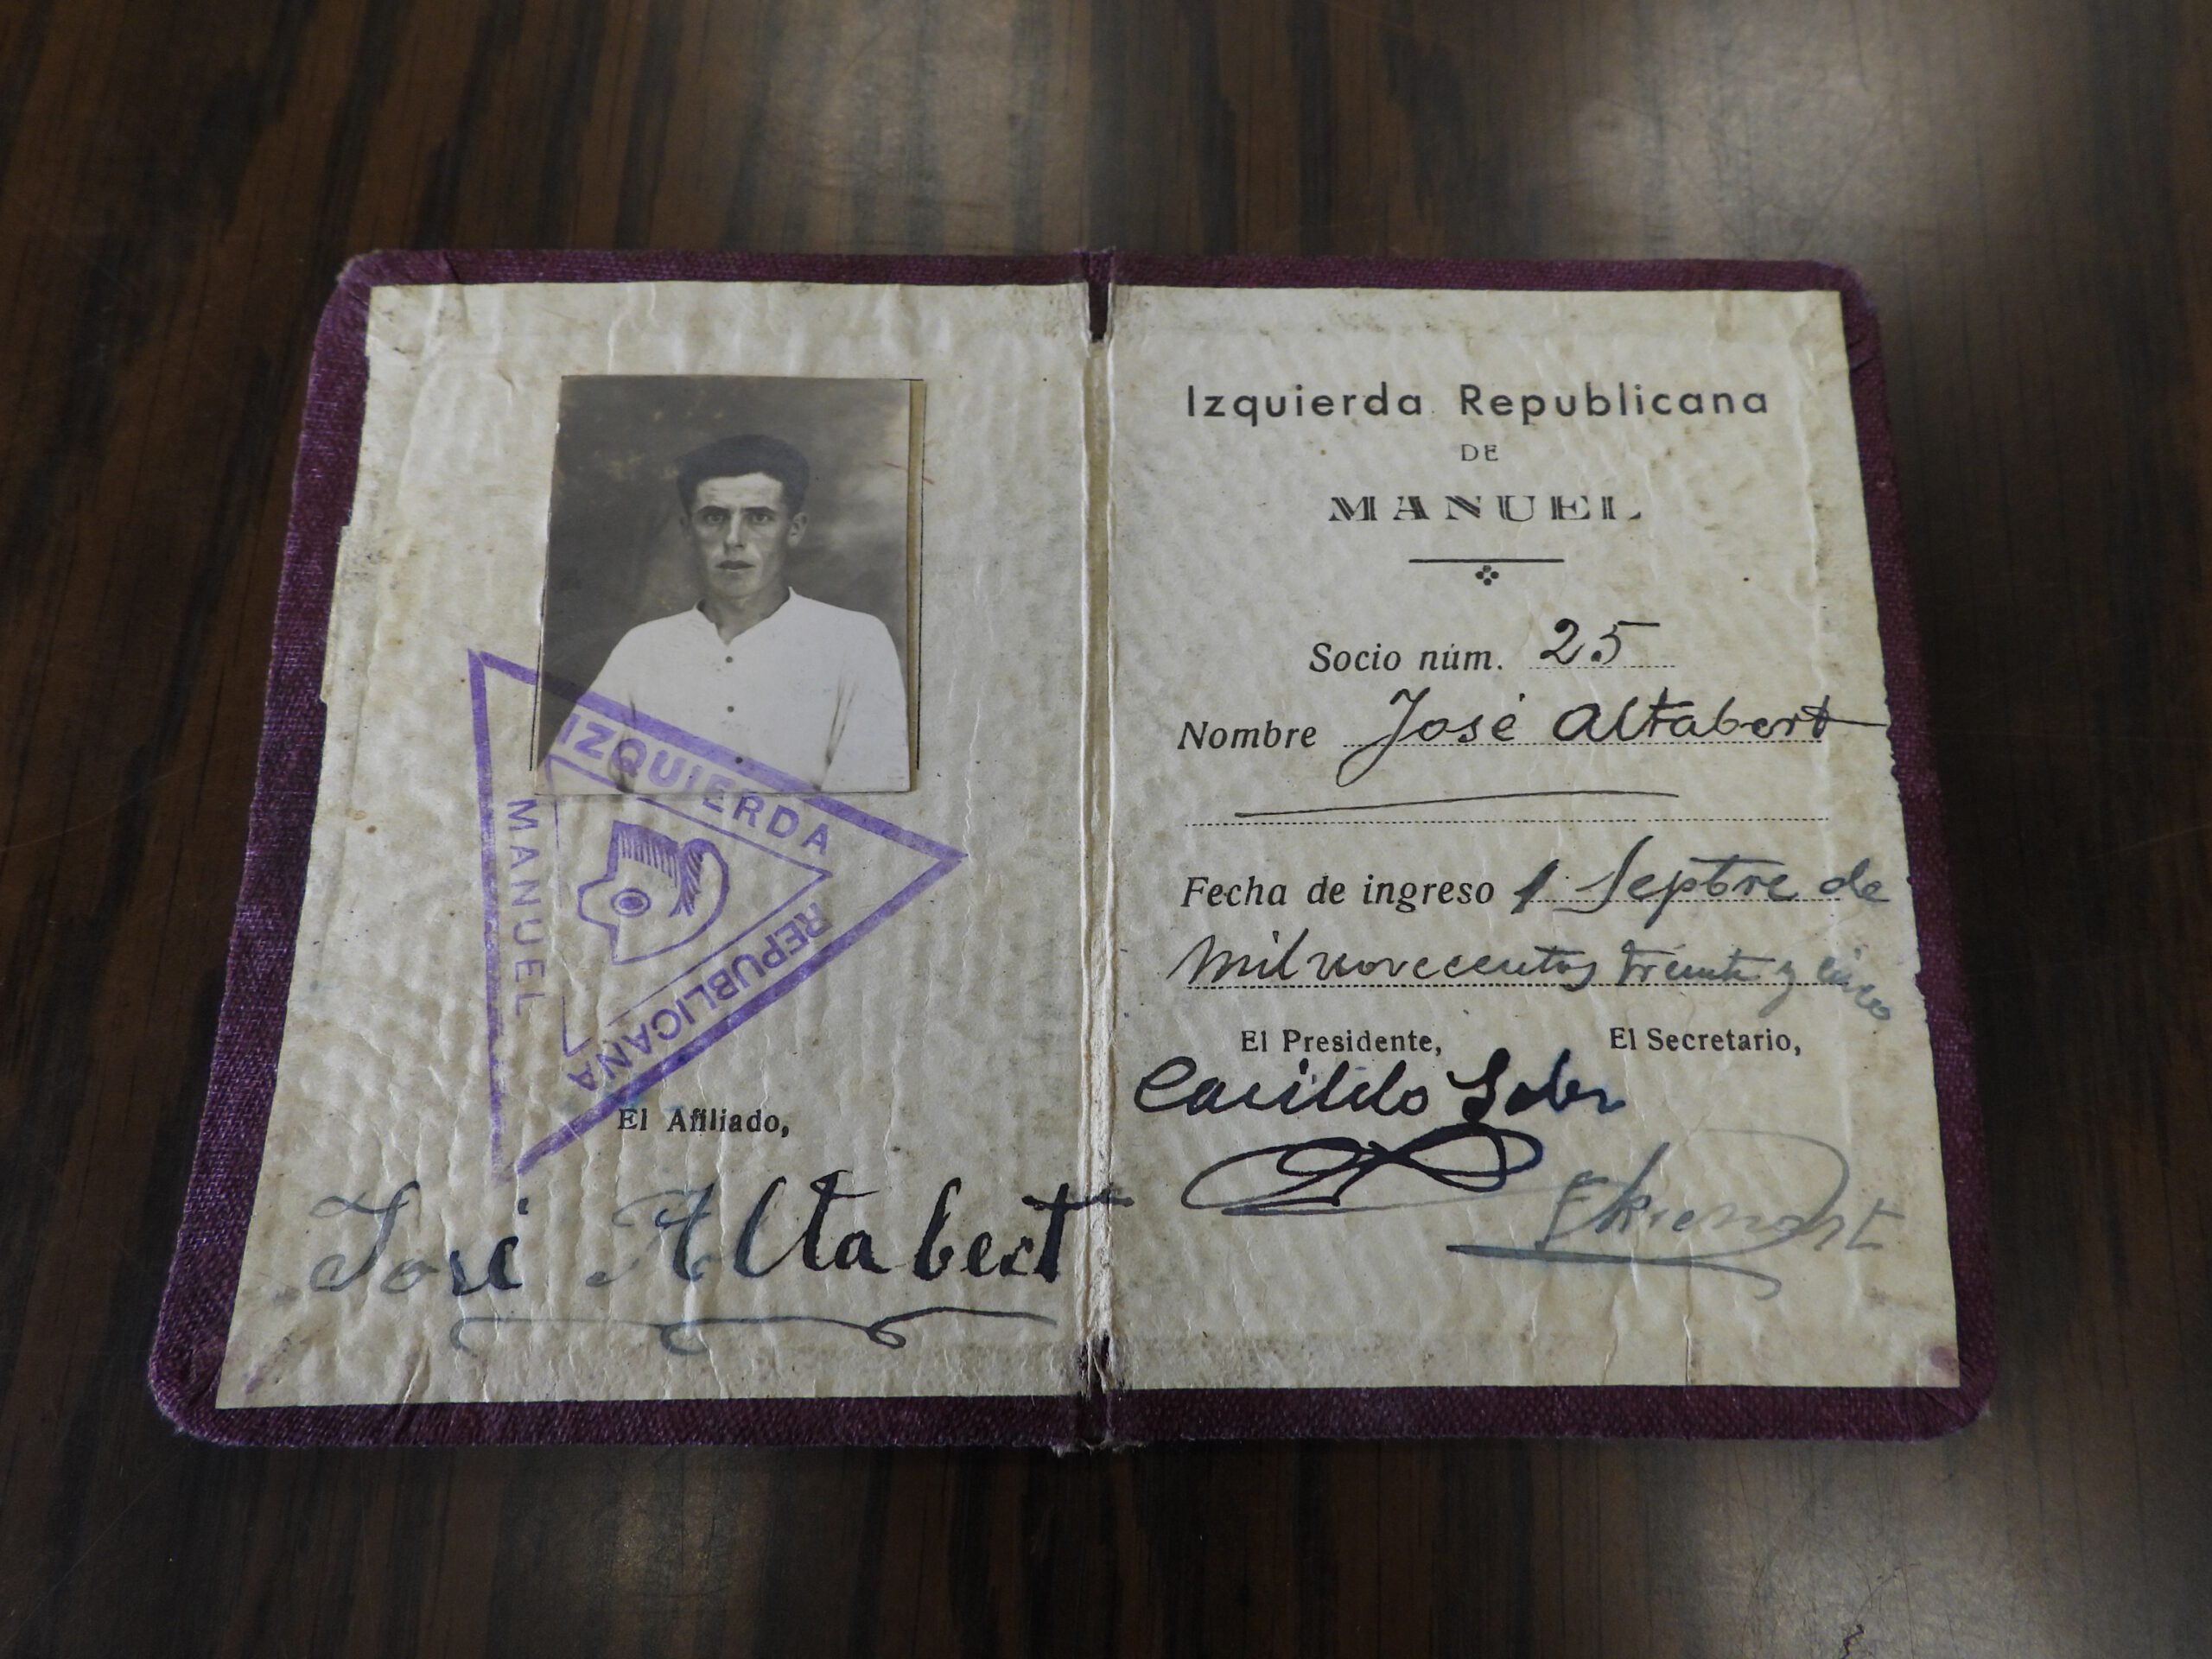 IZQUIERDA
REPUBLICANA
MANUEL
El Afiliado,
José Altabert
Izquierda Republicana
DE
MANUEL
Socio núm. 25
Nombre José Altabert
Fecha de ingreso 1 Septbre de
mil novecientos treinta y cinco
El Presidente, El Secretario,